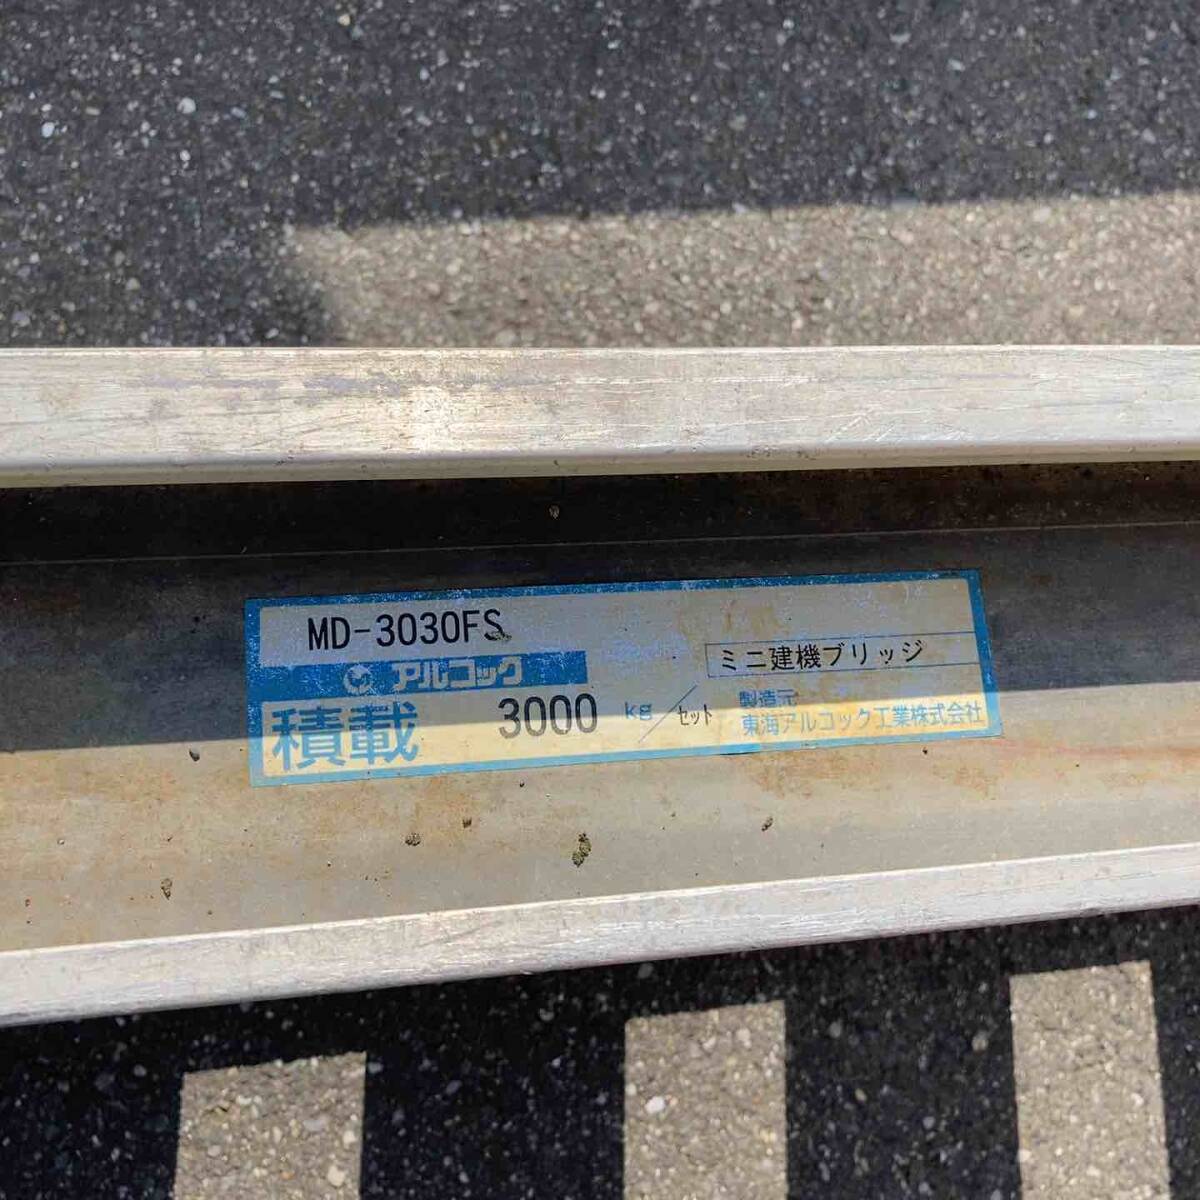 MD-3030FS
アルコック
ミニ建機ブリッジ
積載 3000 kg/セット
製造元
東海アルコック工業株式会社